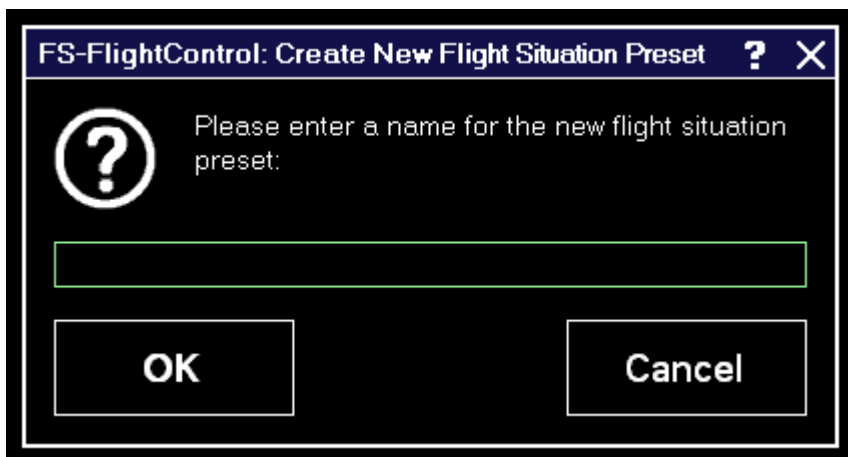 FS-FlightControl: Create New Flight Situation Preset ? X
Please enter a name for the new flight situation
preset:
?
OK Cancel